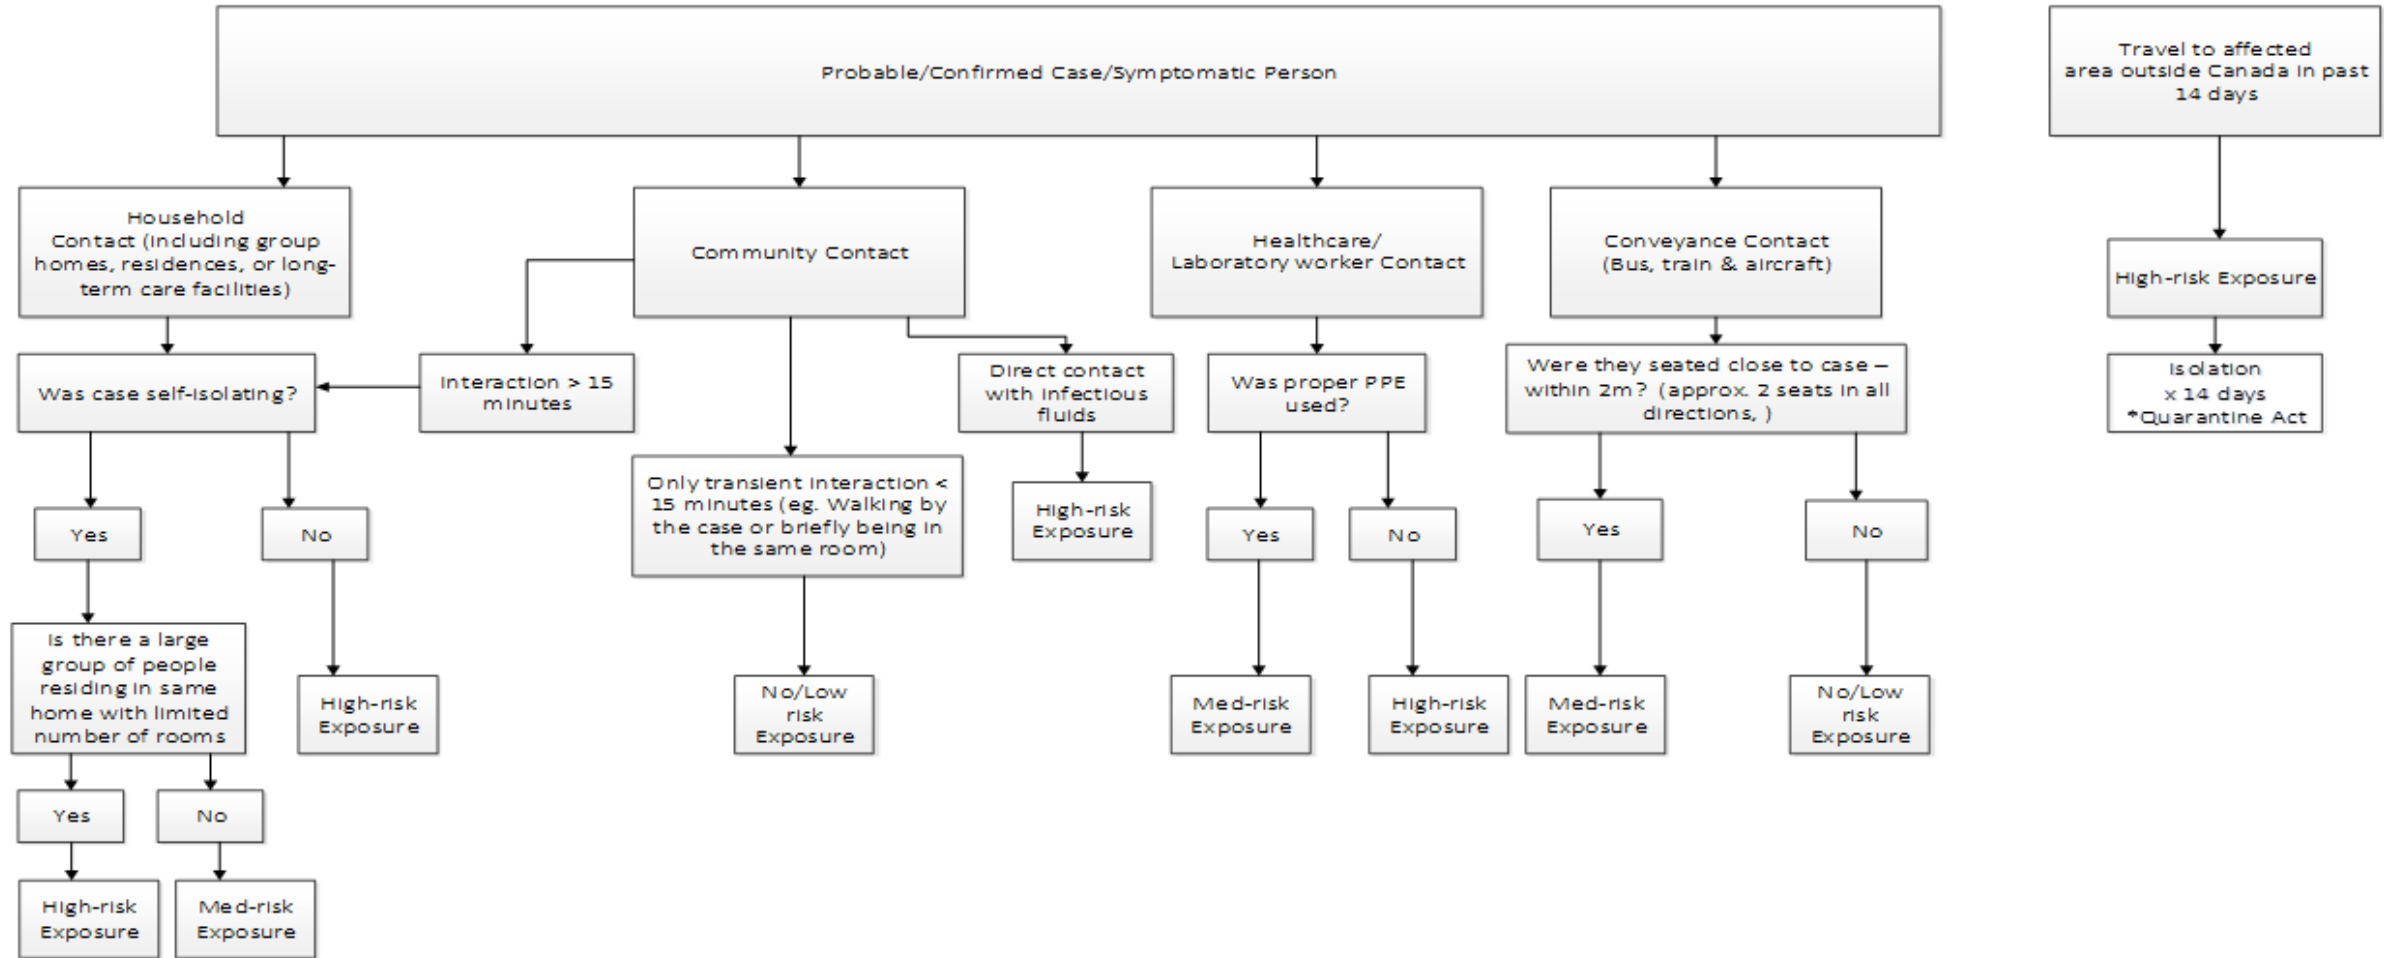 Probable/Confirmed Case/Symptomatic Person
Travel to affected
area outside Canada in past
14 days
Household
Contact (including group
homes, residences, or long-
term care facilities)
Community Contact
Healthcare/
Laboratory worker Contact
Conveyance Contact
(Bus, train & aircraft)
High-risk Exposure
Was case self-isolating?
Interaction > 15
minutes
Direct contact
with infectious
fluids
Was proper PPE
used?
Were they seated close to case –
within 2m? (approx. 2 seats in all
directions, )
Isolation
x 14 days
*Quarantine Act
Only transient interaction <
15 minutes (eg. Walking by
the case or briefly being in
the same room)
High-risk
Exposure
Yes
No
Yes
No
Yes
No
Is there a large
group of people
residing in same
home with limited
number of rooms
High-risk
Exposure
No/Low
risk
Exposure
Med-risk
Exposure
High-risk
Exposure
Med-risk
Exposure
No/Low
risk
Exposure
Yes
No
High-risk
Exposure
Med-risk
Exposure